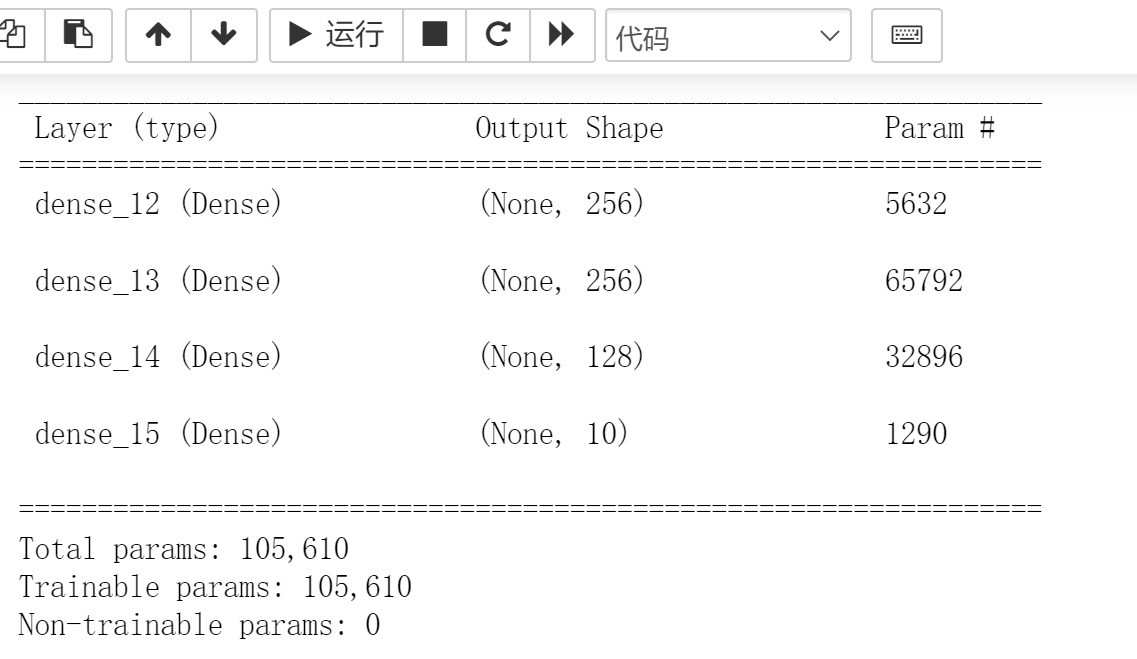 运行 代码
Layer (type) Output Shape Param #
=================================================================
dense_12 (Dense) (None, 256) 5632
dense_13 (Dense) (None, 256) 65792
dense_14 (Dense) (None, 128) 32896
dense_15 (Dense) (None, 10) 1290
=================================================================
Total params: 105,610
Trainable params: 105,610
Non-trainable params: 0